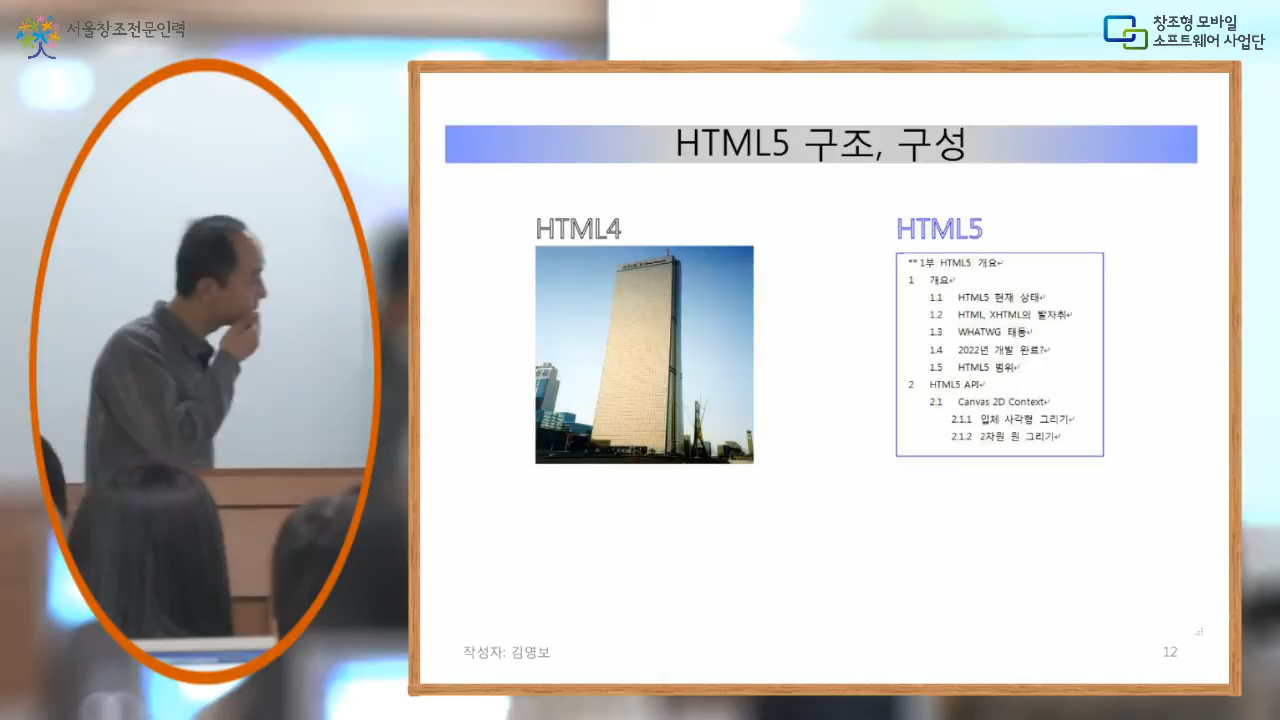 서울창조전문인력
창조형 모바일
소프트웨어 사업단
HTML5 구조, 구성
HTML4
HTML5
** 1부 HTML5 개요↵
1 개요↵
1.1 HTML5 현재 상태↵
1.2 HTML, XHTML의 발자취↵
1.3 WHATWG 태동↵
1.4 2022년 개발 완료?↵
1.5 HTML5 범위↵
2 HTML5 API↵
2.1 Canvas 2D Context↵
2.1.1 입체 사각형 그리기↵
2.1.2 2차원 원 그리기↵
작성자: 김영보
12